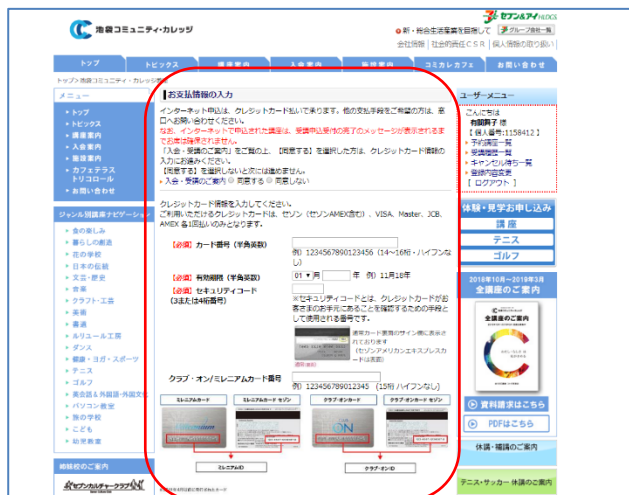 池袋コミュニティ・カレッジ
セブン&アイHLDGS.
新・総合生活産業を目指して
グループ会社一覧
会社情報 | 社会的責任CSR | 個人情報の取り扱い
トップ
トピックス
講座案内
入会案内
施設案内
コミカレカフェ
お問い合わせ
メニュー
トップ
トピックス
講座案内
入会案内
施設案内
カフェテラス
トリコロール
お問い合わせ
ジャンル別講座ナビゲーション
食の楽しみ
暮らしの創造
花の学校
日本の伝統
文芸・歴史
音楽
クラフト・工芸
美術
書道
ルリユール工房
ダンス
健康・ヨガ・スポーツ
テニス
ゴルフ
英会話&外国語・外国文化
パソコン教室
旅の学校
こども
幼児教室
姉妹校のご案内
セブンカルチャークラブ
お支払情報の入力
インターネット申込は、クレジットカード払いで承ります。他の支払手段をご希望の方は、窓
口へお問い合わせください。
なお、インターネットで申込された講座は、受講申込受付の完了のメッセージが表示されるま
でお席は確保されません。
「入会・受講のご案内」をご覧の上、【同意する】を選択した方は、クレジットカード情報の
入力にお進みください。
【同意する】を選択しないと次には進めません。
入会・受講のご案内 同意する 同意しない
クレジットカード情報を入力してください。
ご利用いただけるクレジットカードは、セゾン(セゾンAMEX含む)、VISA、Master、JCB、
AMEX 各1回払いのみとなります。
【必須】カード番号(半角英数)
例)1234567890123456(14~16桁・ハイフンな
し)
【必須】有効期限(半角英数)
01 月 年 例)11月18年
【必須】セキュリティコード
(3または4桁番号)
※セキュリティコードとは、クレジットカードがお
客さまのお手元にあることを確認するための手段と
して使用される番号です。
通常カード裏面のサイン欄に表示さ
れております
(セゾンアメリカンエキスプレスカ
ードは表面)
クラブ・オン/ミレニアムカード番号
例)123456789012345(15桁 ハイフンなし)
ミレニアムカード
ミレニアムカード セゾン
クラブ・オンカード
クラブ・オンカード セゾン
Millennium
ON
ミレニアムID
クラブ・オンID
ユーザーメニュー
こんにちは
有閑舞子 様
【個人番号:1158412】
予約講座一覧
受講履歴一覧
キャンセル待ち一覧
登録内容変更
[ ログアウト ]
体験・見学お申し込み
講座
テニス
ゴルフ
2018年10月~2019年3月
全講座のご案内
全講座のご案内
資料請求はこちら
PDFはこちら
休講・補講のご案内
テニス・サッカー 休講のご案内